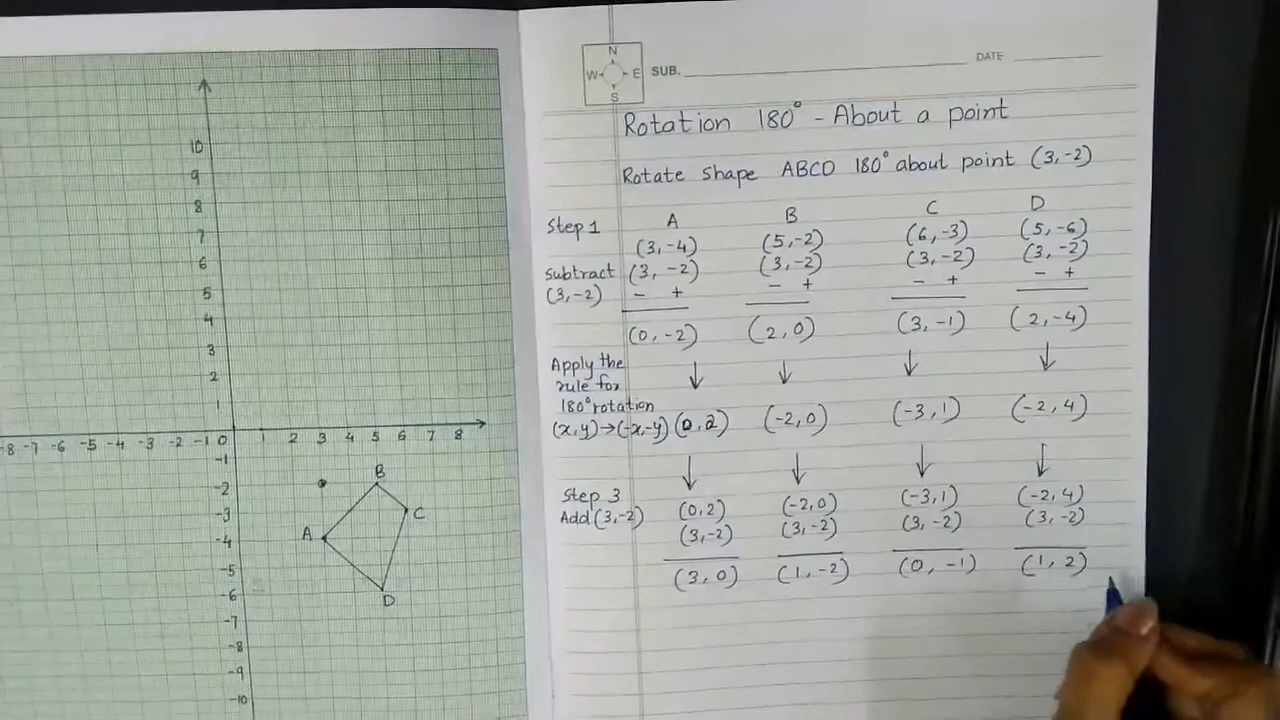 N
W E SUB. DATE
S
Rotation 180° - About a point
Rotate shape ABCD 180° about point (3,-2)
Step 1 A B C D
(3,-4) (5,-2) (6,-3) (5,-6)
subtract (3,-2) (3,-2) (3,-2) (3,-2)
(3,-2) - + - + - + - +
(0,-2) (2,0) (3,-1) (2,-4)
Apply the
rule for
180° rotation
(x,y)→(-x,-y) (0,2) (-2,0) (-3,1) (-2,4)
Step 3 (0,2) (-2,0) (-3,1) (-2,4)
Add (3,-2) (3,-2) (3,-2) (3,-2) (3,-2)
(3,0) (1,-2) (0,-1) (1,2)
10
9
8
7
6
5
4
3
2
1
-8 -7 -6 -5 -4 -3 -2 -1 0 1 2 3 4 5 6 7 8
-1
B
-2
-3 C
A -4
-5
-6 D
-7
-8
-9
-10